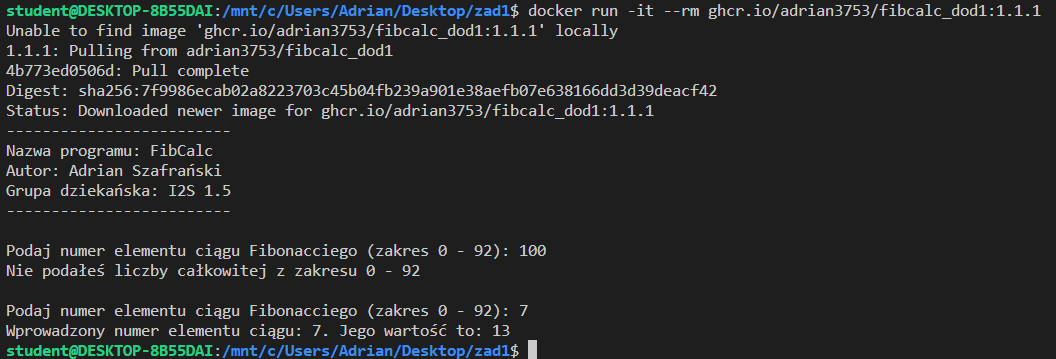 student@DESKTOP-8B55DAI:/mnt/c/Users/Adrian/Desktop/zad1$ docker run -it --rm ghcr.io/adrian3753/fibcalc_dod1:1.1.1
Unable to find image 'ghcr.io/adrian3753/fibcalc_dod1:1.1.1' locally
1.1.1: Pulling from adrian3753/fibcalc_dod1
4b773ed0506d: Pull complete
Digest: sha256:7f9986ecab02a8223703c45b04fb239a901e38aefb07e638166dd3d39deacf42
Status: Downloaded newer image for ghcr.io/adrian3753/fibcalc_dod1:1.1.1
-------------------------
Nazwa programu: FibCalc
Autor: Adrian Szafrański
Grupa dziekańska: I2S 1.5
-------------------------
Podaj numer elementu ciągu Fibonacciego (zakres 0 - 92): 100
Nie podałeś liczby całkowitej z zakresu 0 - 92
Podaj numer elementu ciągu Fibonacciego (zakres 0 - 92): 7
Wprowadzony numer elementu ciągu: 7. Jego wartość to: 13
student@DESKTOP-8B55DAI:/mnt/c/Users/Adrian/Desktop/zad1$